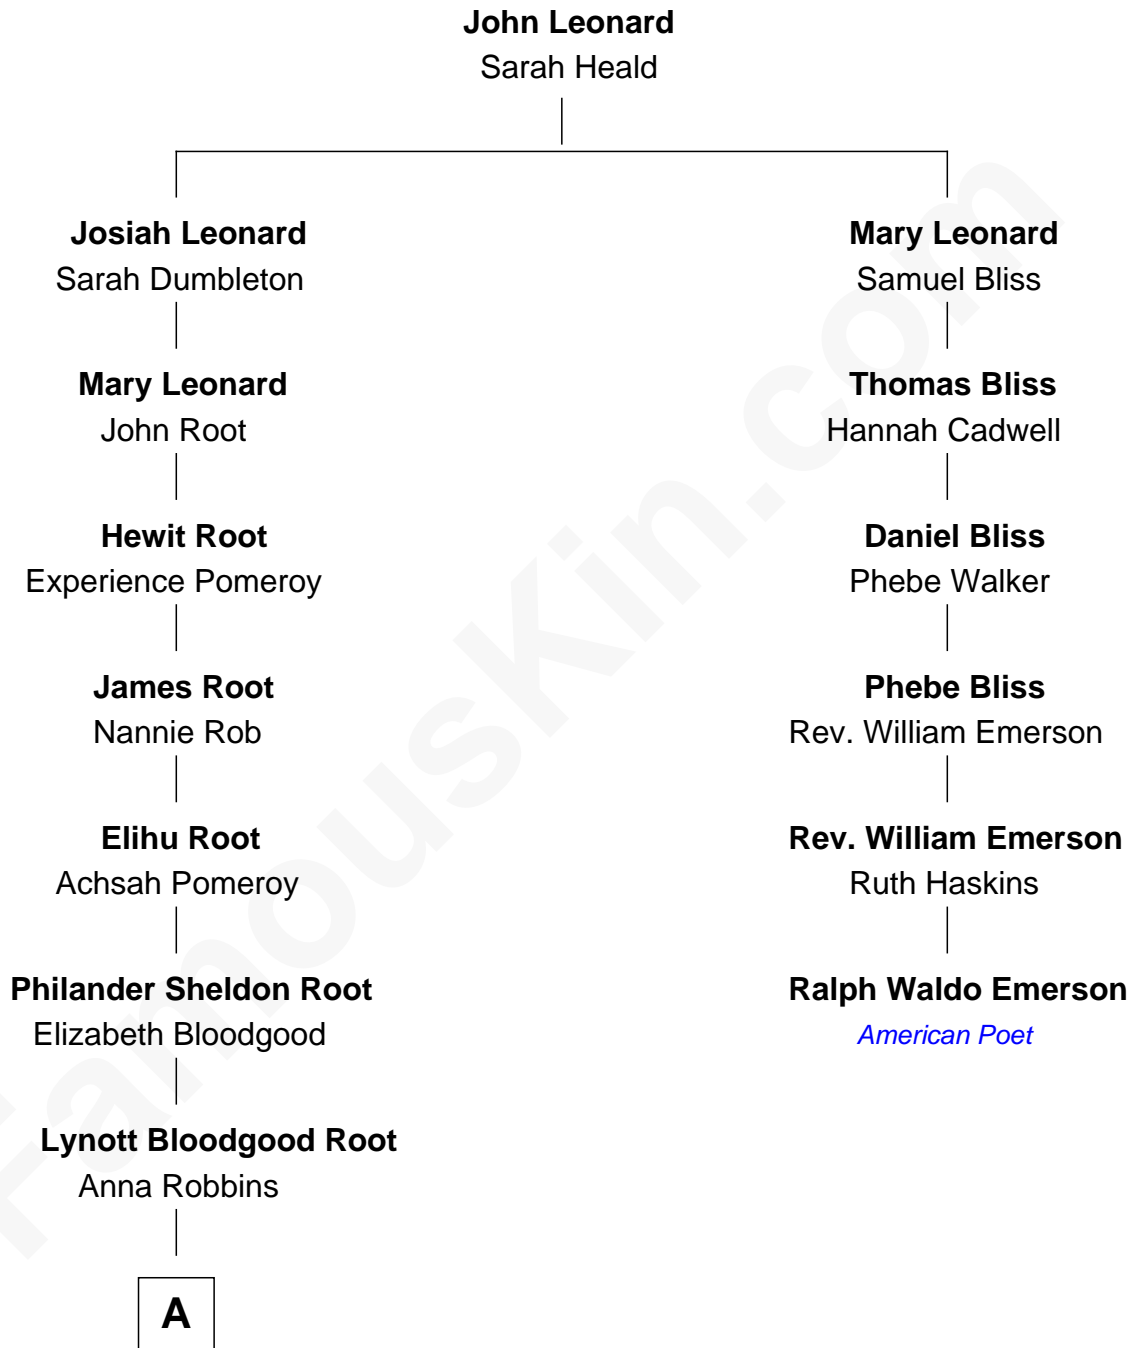 John Leonard
Sarah Heald
Josiah Leonard
Sarah Dumbleton
Mary Leonard
John Root
Hewit Root
Experience Pomeroy
James Root
Nannie Rob
Elihu Root
Achsah Pomeroy
Philander Sheldon Root
Elizabeth Bloodgood
Lynott Bloodgood Root
Anna Robbins
A
Mary Leonard
Samuel Bliss
Thomas Bliss
Hannah Cadwell
Daniel Bliss
Phebe Walker
Phebe Bliss
Rev. William Emerson
Rev. William Emerson
Ruth Haskins
Ralph Waldo Emerson
American Poet
FamousKin.com